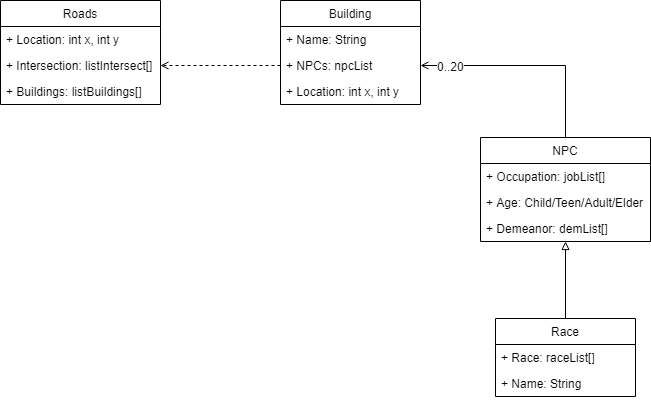 Roads
+ Location: int x, int y
+ Intersection: listIntersect[]
+ Buildings: listBuildings[]
Building
+ Name: String
+ NPCs: npcList
+ Location: int x, int y
0..20
NPC
+ Occupation: jobList[]
+ Age: Child/Teen/Adult/Elder
+ Demeanor: demList[]
Race
+ Race: raceList[]
+ Name: String